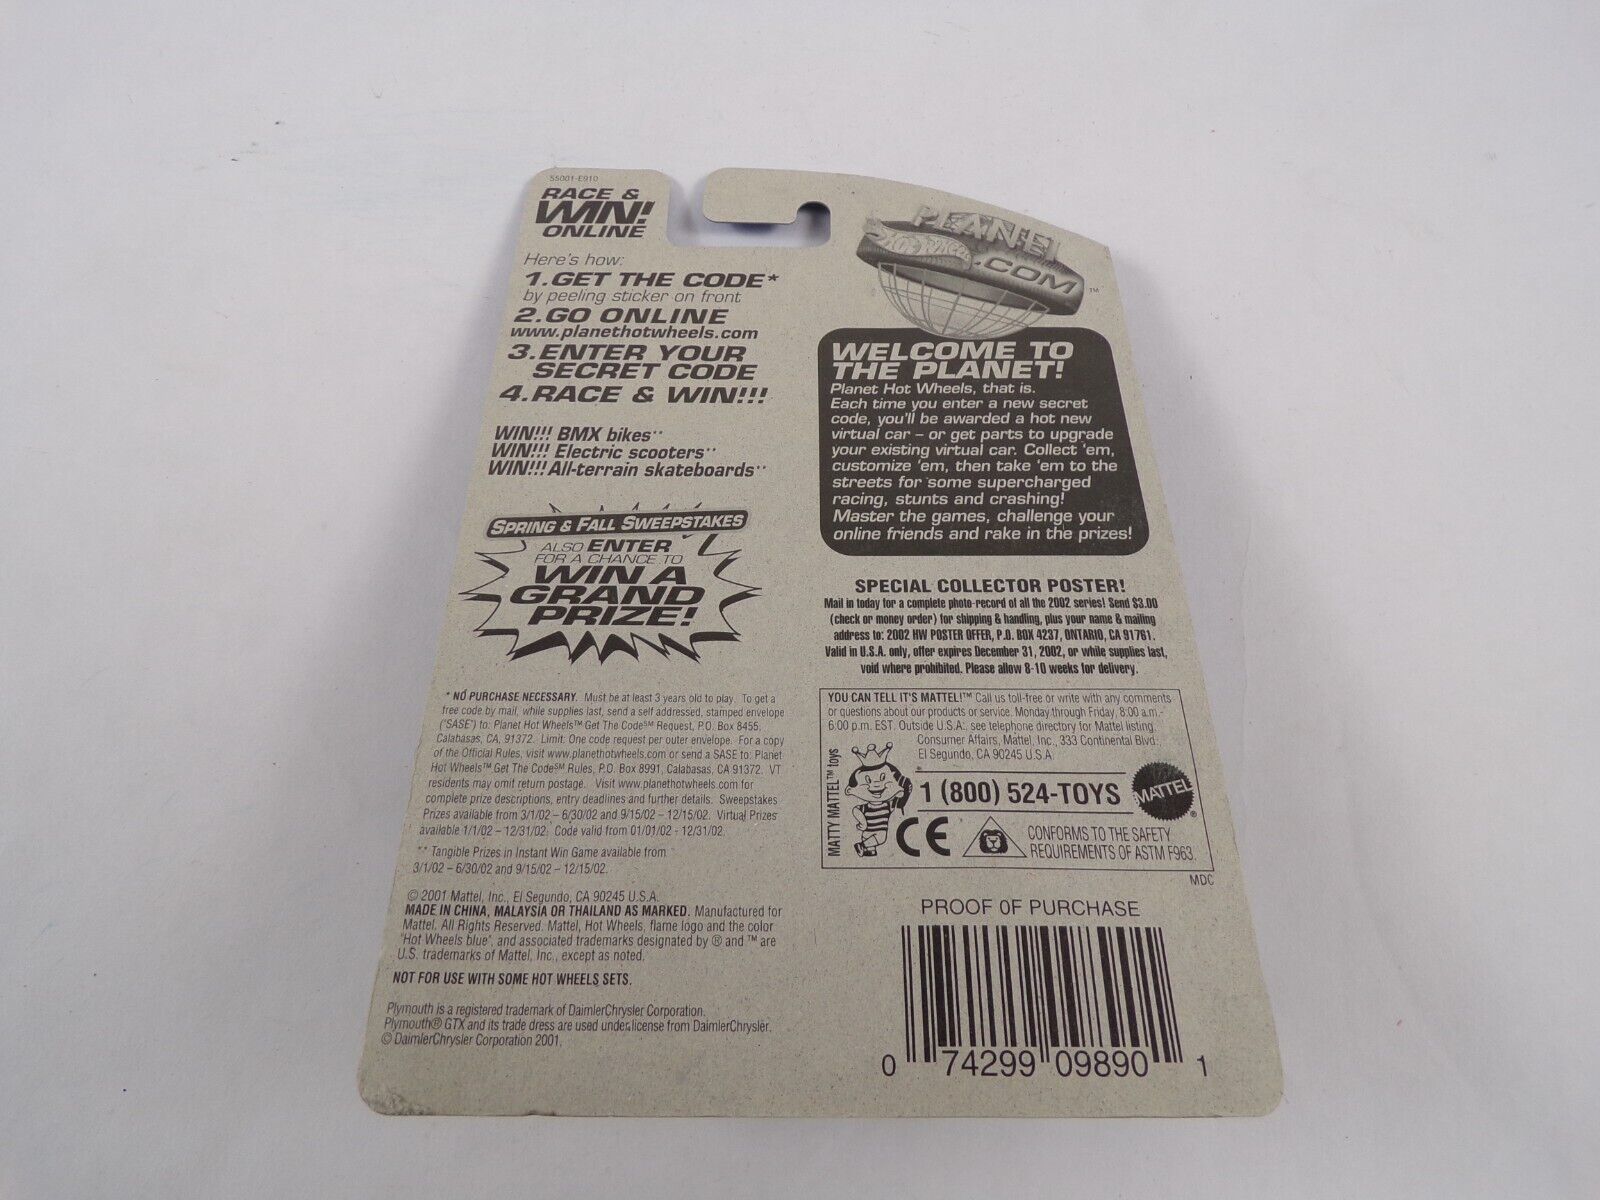 55001-E910
RACE &
WIN!
ONLINE
Here's how:
1. GET THE CODE*
by peeling sticker on front
2. GO ONLINE
www.planethotwheels.com
3. ENTER YOUR
SECRET CODE
4. RACE & WIN!!!
WIN!!! BMX bikes**
WIN!!! Electric scooters**
WIN!!! All-terrain skateboards**
SPRING & FALL SWEEPSTAKES
ALSO ENTER
FOR A CHANCE TO
WIN A
GRAND
PRIZE!
* NO PURCHASE NECESSARY. Must be at least 3 years old to play. To get a
free code by mail, while supplies last, send a self addressed, stamped envelope
("SASE") to: Planet Hot Wheels™ Get The Code℠ Request, P.O. Box 8455,
Calabasas, CA, 91372. Limit: One code request per outer envelope. For a copy
of the Official Rules, visit www.planethotwheels.com or send a SASE to: Planet
Hot Wheels™ Get The Code℠ Rules, P.O. Box 8991, Calabasas, CA 91372. VT
residents may omit return postage. Visit www.planethotwheels.com for
complete prize descriptions, entry deadlines and further details. Sweepstakes
Prizes available from 3/1/02 – 6/30/02 and 9/15/02 - 12/15/02. Virtual Prizes
available 1/1/02 - 12/31/02. Code valid from 01/01/02 - 12/31/02.
** Tangible Prizes in Instant Win Game available from
3/1/02 – 6/30/02 and 9/15/02 – 12/15/02.
© 2001 Mattel, Inc., El Segundo, CA 90245 U.S.A.
MADE IN CHINA, MALAYSIA OR THAILAND AS MARKED. Manufactured for
Mattel. All Rights Reserved. Mattel, Hot Wheels, flame logo and the color
"Hot Wheels blue", and associated trademarks designated by ® and ™ are
U.S. trademarks of Mattel, Inc., except as noted.
NOT FOR USE WITH SOME HOT WHEELS SETS.
Plymouth is a registered trademark of DaimlerChrysler Corporation.
Plymouth® GTX and its trade dress are used under license from DaimlerChrysler.
© DaimlerChrysler Corporation 2001.
PLANET
HOT WHEELS
.COM
™
WELCOME TO
THE PLANET!
Planet Hot Wheels, that is.
Each time you enter a new secret
code, you'll be awarded a hot new
virtual car – or get parts to upgrade
your existing virtual car. Collect 'em,
customize 'em, then take 'em to the
streets for some supercharged
racing, stunts and crashing!
Master the games, challenge your
online friends and rake in the prizes!
SPECIAL COLLECTOR POSTER!
Mail in today for a complete photo-record of all the 2002 series! Send $3.00
(check or money order) for shipping & handling, plus your name & mailing
address to: 2002 HW POSTER OFFER, P.O. BOX 4237, ONTARIO, CA 91761.
Valid in U.S.A. only, offer expires December 31, 2002, or while supplies last,
void where prohibited. Please allow 8-10 weeks for delivery.
YOU CAN TELL IT'S MATTEL!™ Call us toll-free or write with any comments
or questions about our products or service. Monday through Friday, 8:00 a.m.-
6:00 p.m. EST. Outside U.S.A., see telephone directory for Mattel listing.
Consumer Affairs, Mattel, Inc., 333 Continental Blvd.,
El Segundo, CA 90245 U.S.A.
MATTY MATTEL™ toys
1 (800) 524-TOYS
MATTEL
®
CE
CONFORMS TO THE SAFETY
REQUIREMENTS OF ASTM F963.
MDC
PROOF OF PURCHASE
0 74299 09890 1